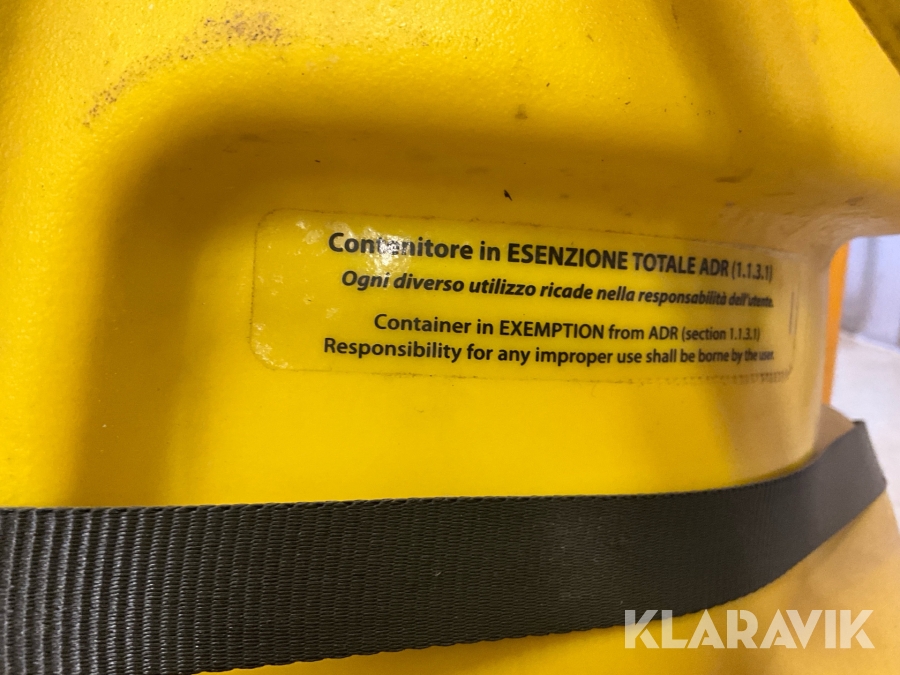 Contenitore in ESENZIONE TOTALE ADR (1.1.3.1)
Ogni diverso utilizzo ricade nella responsabilità dell'utente.
Container in EXEMPTION from ADR (section 1.1.3.1)
Responsibility for any improper use shall be borne by the user.
KLARAVIK